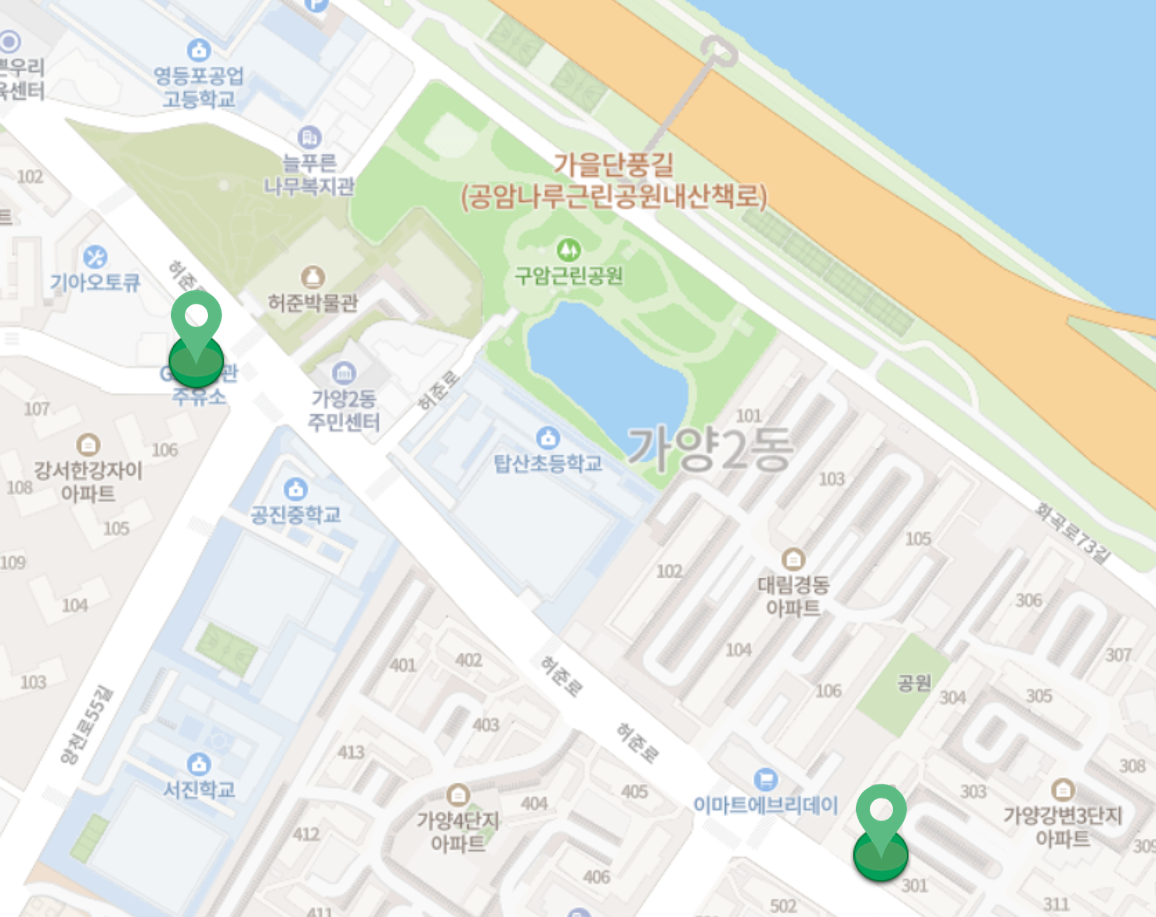 영등포공업
고등학교
쁜우리
육센터
늘푸른
나무복지관
가을단풍길
(공암나루근린공원내산책로)
102
기아오토큐
허준박물관
구암근린공원
주유소
가양2동
주민센터
허준로
107
106
강서한강자이
아파트
108
105
109
104
103
공진중학교
탑산초등학교
가양2동
101
103
105
102
104
106
대림경동
아파트
화곡로73길
306
307
공원
304
305
401
402
403
허준로
허준로
양천로55길
서진학교
413
412
411
가양4단지
아파트
404
405
406
이마트에브리데이
303
308
가양강변3단지
아파트
309
301
311
502